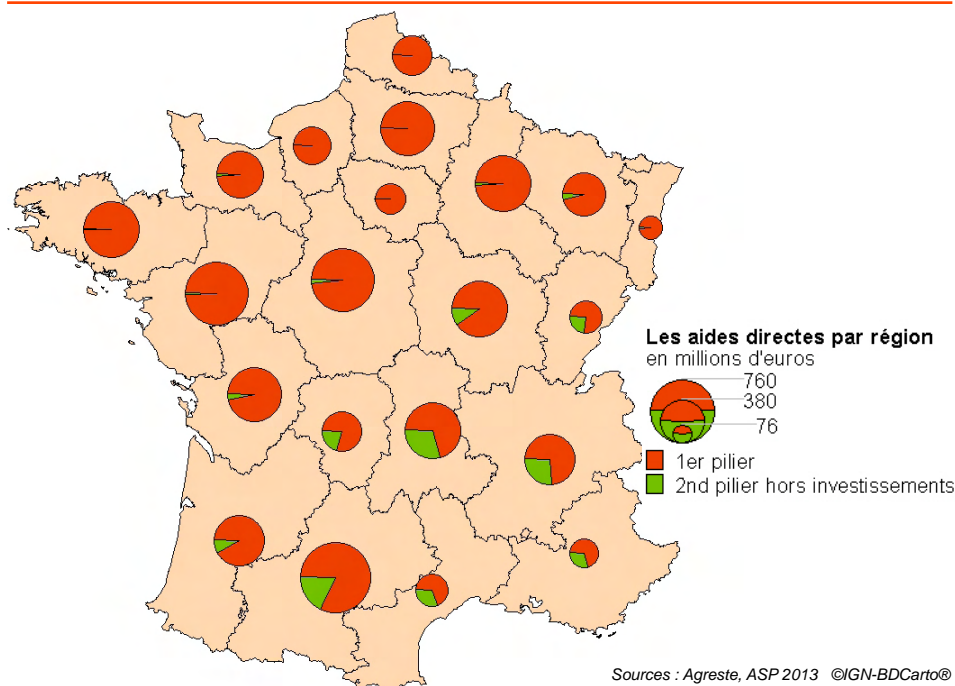 Les aides directes par région
en millions d'euros
760
380
76
1er pilier
2nd pilier hors investissements
Sources : Agreste, ASP 2013 ©IGN-BDCarto®